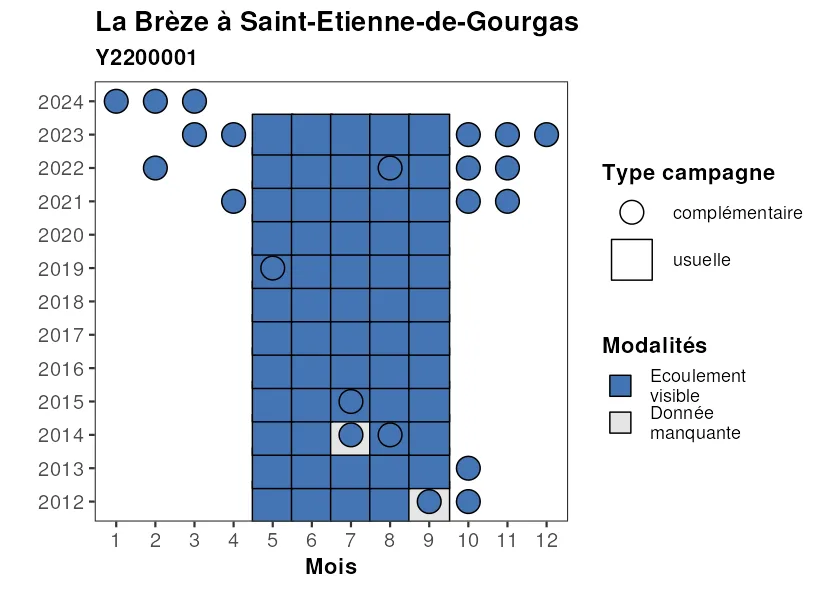 La Brèze à Saint-Etienne-de-Gourgas
Y2200001
2024
2023
2022
2021
2020
2019
2018
2017
2016
2015
2014
2013
2012
1 2 3 4 5 6 7 8 9 10 11 12
Mois
Type campagne
complémentaire
usuelle
Modalités
Ecoulement
visible
Donnée
manquante